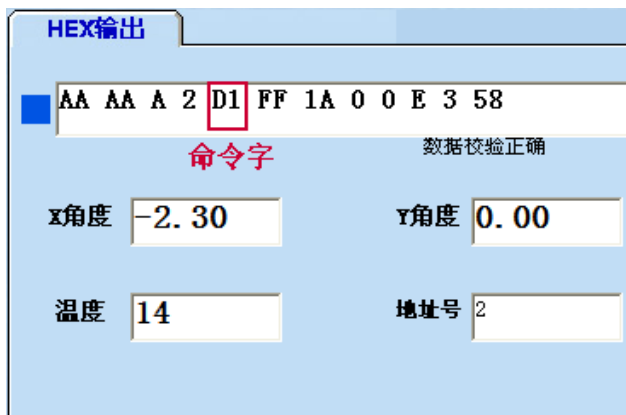 HEX输出
AA AA A 2 D1 FF 1A 0 0 E 3 58
命令字
数据校验正确
X角度 -2.30 Y角度 0.00
温度 14 地址号 2